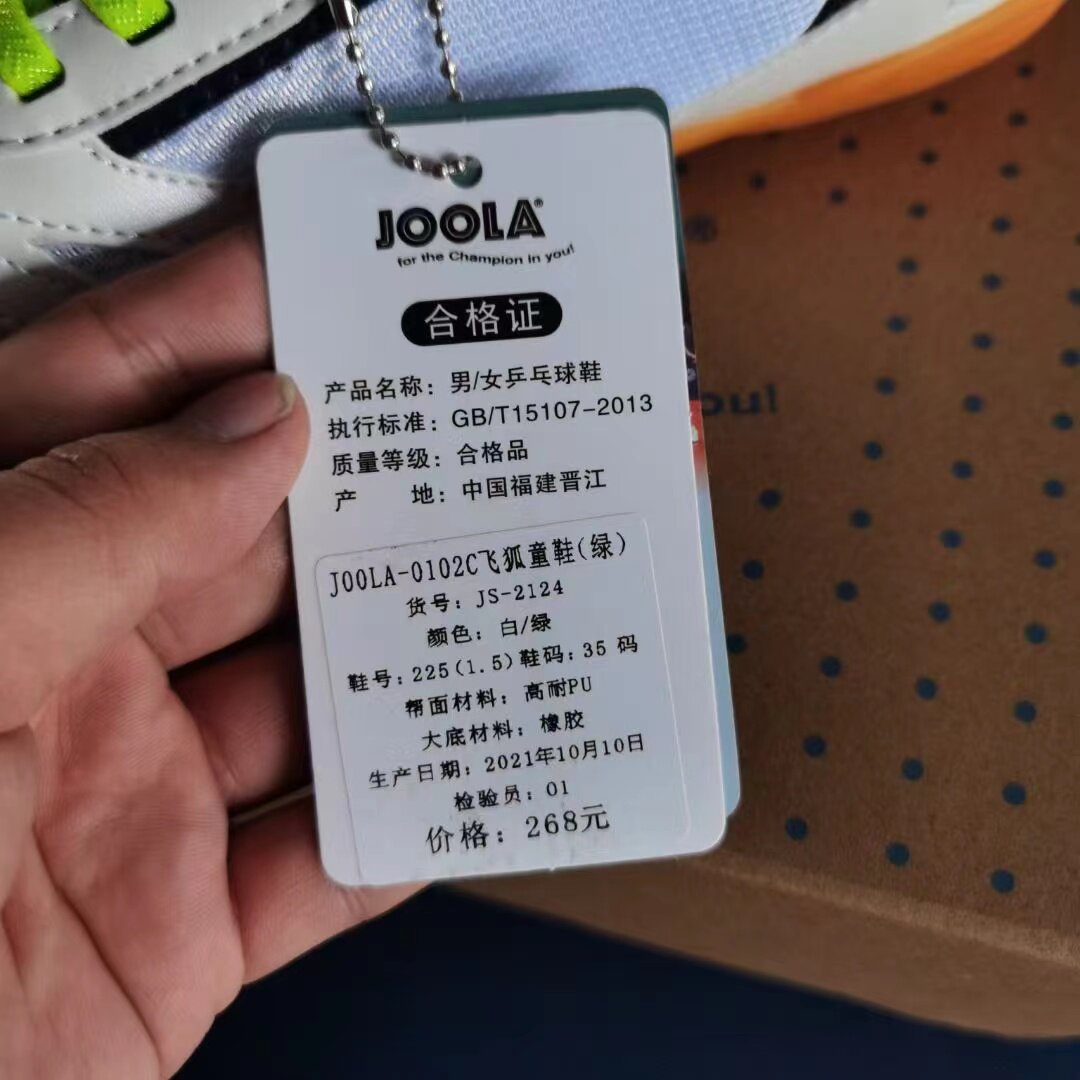 JOOLA®
for the Champion in you!
合格证
产品名称：男/女乒乓球鞋
执行标准：GB/T15107-2013
质量等级：合格品
产 地：中国福建晋江
JOOLA-0102C飞狐童鞋(绿)
货号：JS-2124
颜色：白/绿
鞋号：225(1.5)鞋码：35 码
帮面材料：高耐PU
大底材料：橡胶
生产日期：2021年10月10日
检验员：01
价格：268元
ou!